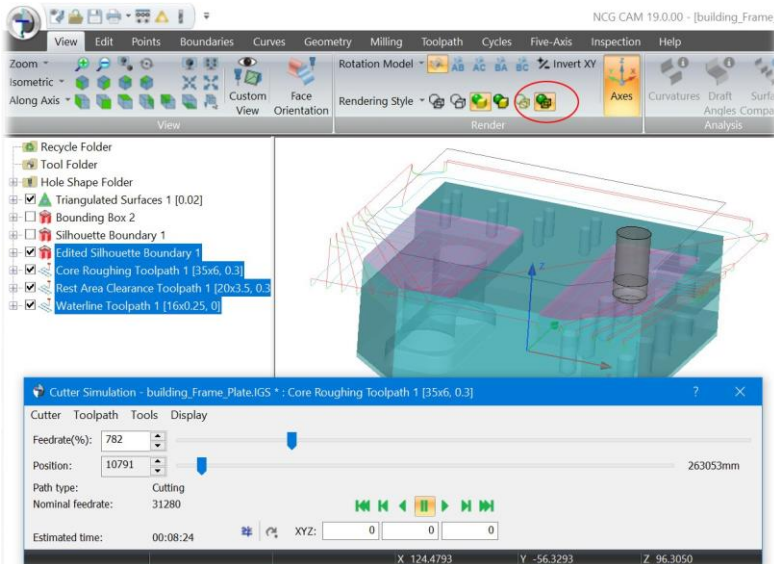 NCG CAM 19.0.00 - [building_Frame
View Edit Points Boundaries Curves Geometry Milling Toolpath Cycles Five-Axis Inspection Help
Zoom
Isometric
Along Axis
Custom View
Face Orientation
View
Rotation Model AB AC BA BC Invert XY
Rendering Style
Render
Axes
Curvatures
Draft Angles
Surfa
Compa
Analysis
Recycle Folder
Tool Folder
Hole Shape Folder
Triangulated Surfaces 1 [0.02]
Bounding Box 2
Silhouette Boundary 1
Edited Silhouette Boundary 1
Core Roughing Toolpath 1 [35x6, 0.3]
Rest Area Clearance Toolpath 1 [20x3.5, 0.3
Waterline Toolpath 1 [16x0.25, 0]
Z
Cutter Simulation - building_Frame_Plate.IGS * : Core Roughing Toolpath 1 [35x6, 0.3] ?
Cutter Toolpath Tools Display
Feedrate(%): 782
Position: 10791 263053mm
Path type: Cutting
Nominal feedrate: 31280
Estimated time: 00:08:24 XYZ: 0 0 0
X 124.4793 Y -56.3293 Z 96.3050